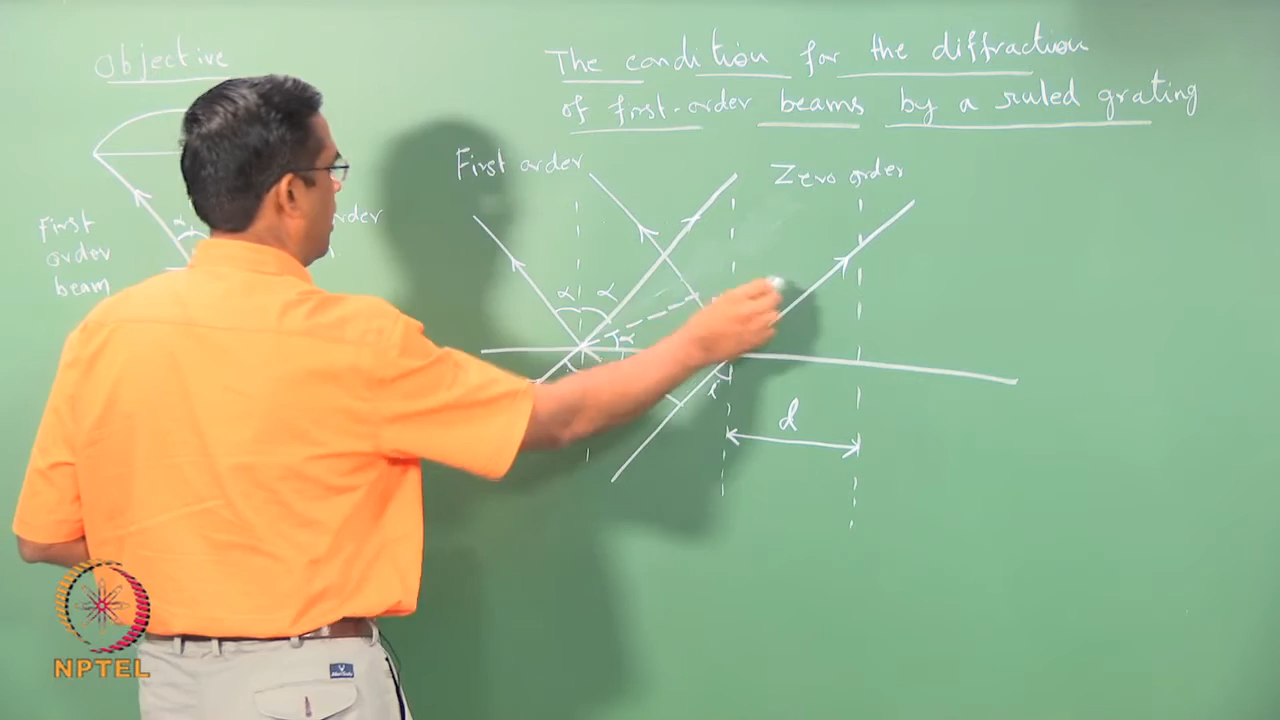 Objective
The condition for the diffraction
of first-order beams by a ruled grating
First order
Zero order
First
order
beam
order
α
α
α
α
i
d
NPTEL